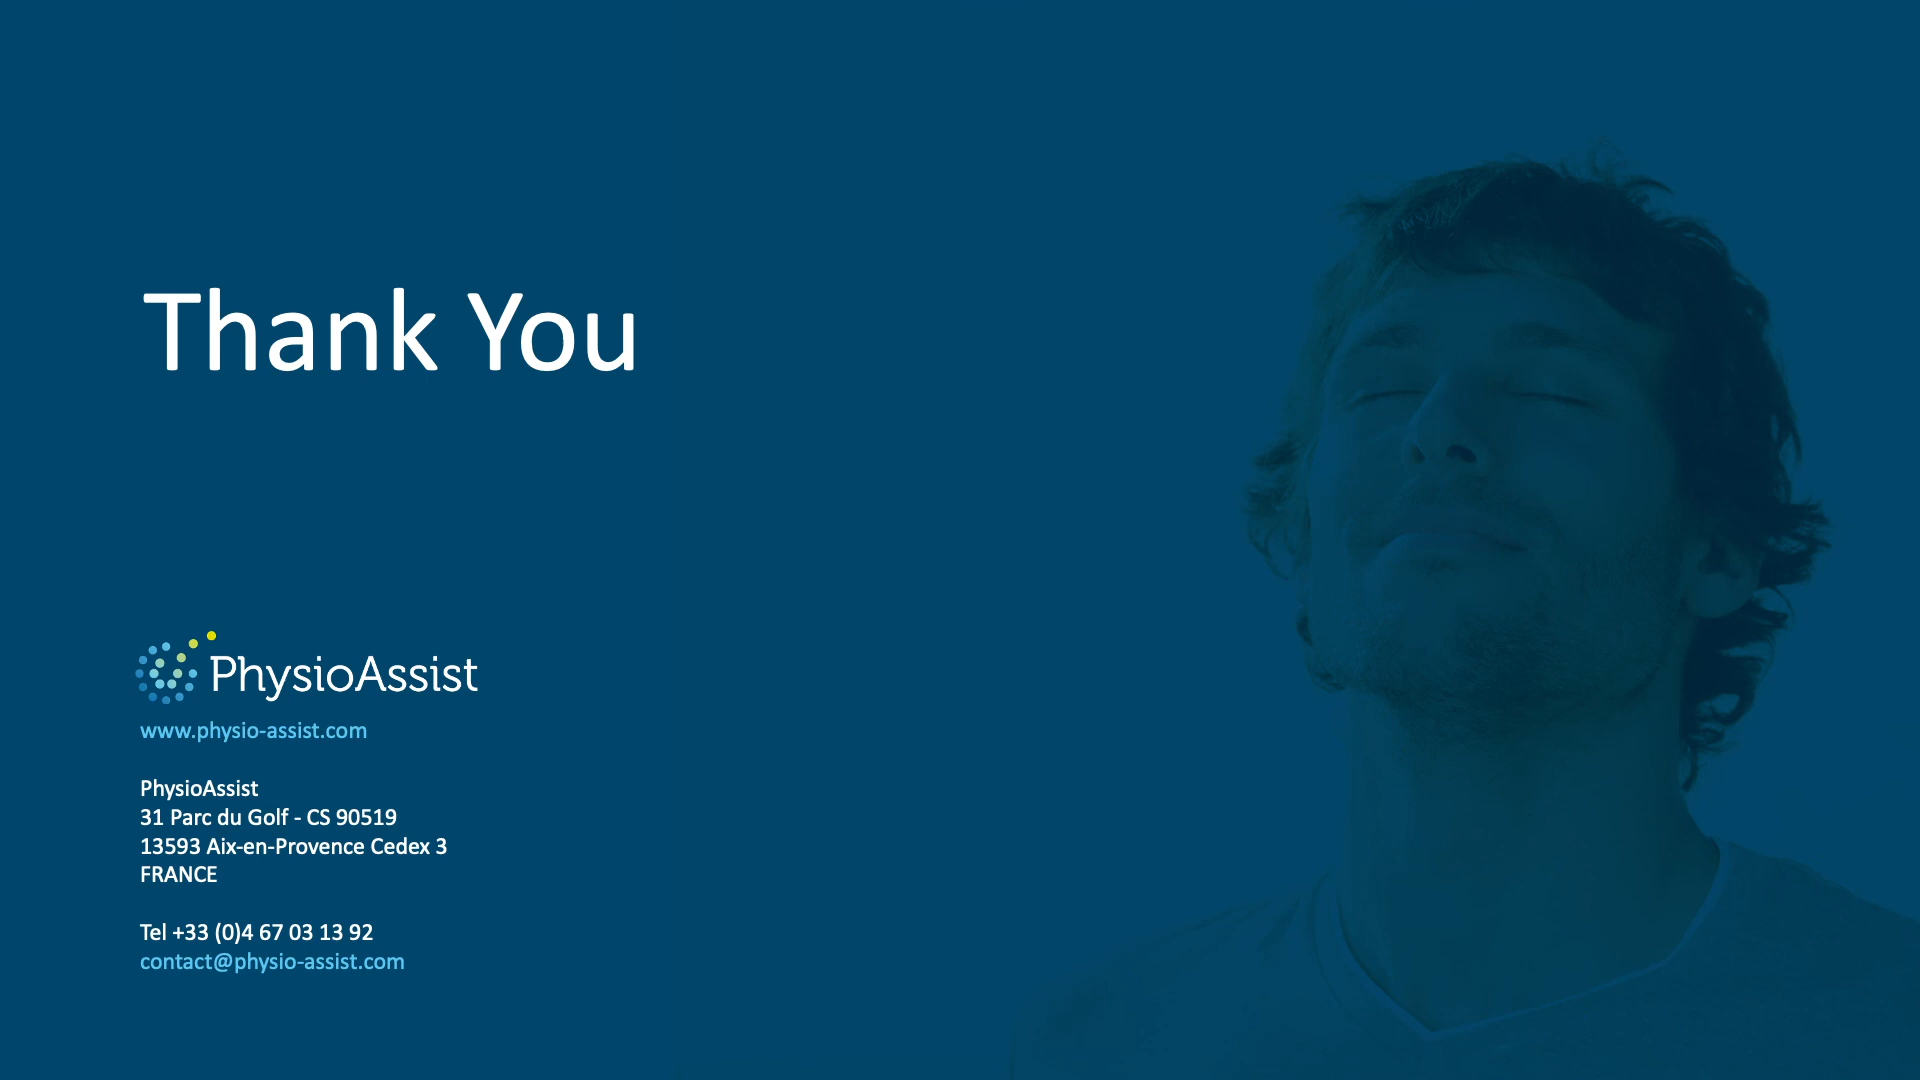 Thank You
PhysioAssist
www.physio-assist.com
PhysioAssist
31 Parc du Golf - CS 90519
13593 Aix-en-Provence Cedex 3
FRANCE
Tel +33 (0)4 67 03 13 92
contact@physio-assist.com